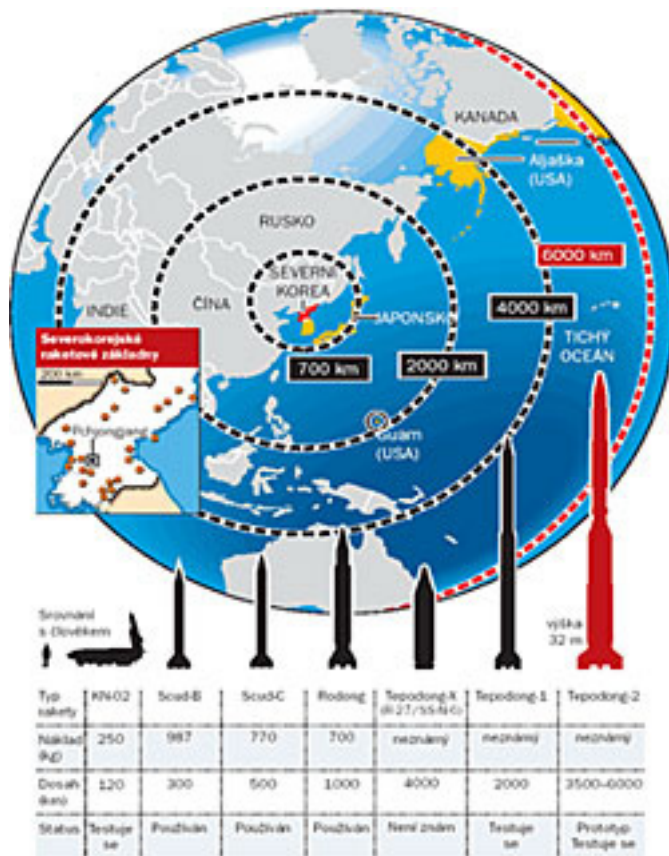 KANADA
Aljaška
(USA)
RUSKO
6000 km
SEVERNÍ
KOREA
ČÍNA
INDIE
JAPONSKO
4000 km
TICHÝ
OCEÁN
Severokorejské
raketové základny
200 km
700 km
2000 km
Pchongjang
Guam
(USA)
Srovnání
s člověkem
výška
32 m
Typ rakety KN-02 Scud-B Scud-C Rodong Tepodong-X Tepodong-1 Tepodong-2
Náklad (kg) 250 987 770 700 neznámý neznámý neznámý
Dosah (km) 120 300 500 1000 4000 2000 3500–6000
Status Testuje se Používán Používán Používán Není znám Testuje se Prototyp Testuje se